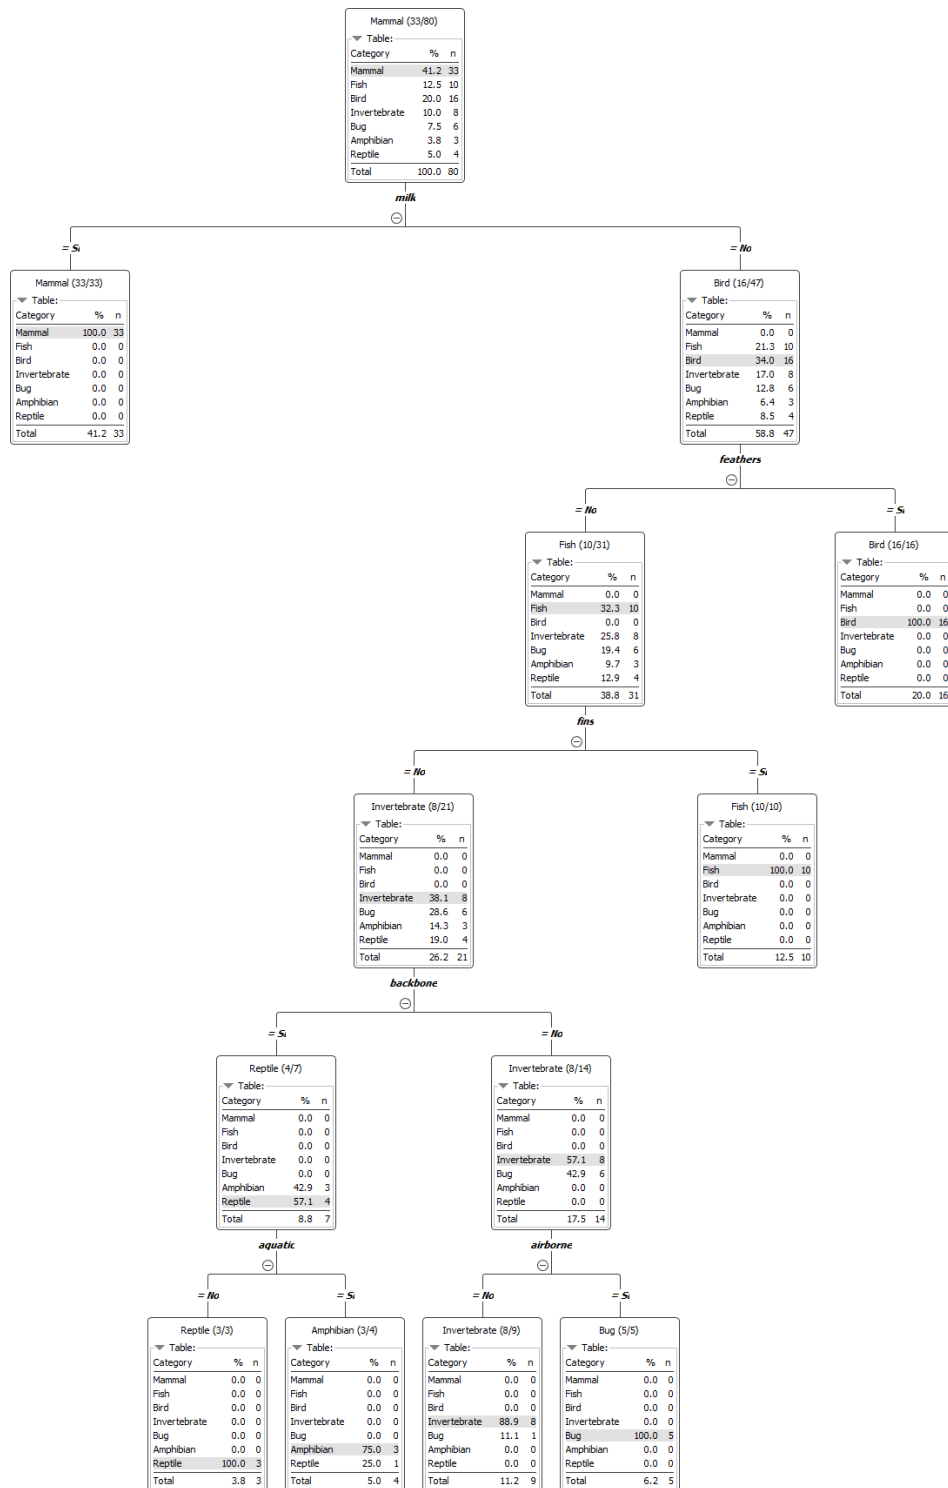 Mammal (33/80)
Table:
Category % n
Mammal 41.2 33
Fish 12.5 10
Bird 20.0 16
Invertebrate 10.0 8
Bug 7.5 6
Amphibian 3.8 3
Reptile 5.0 4
Total 100.0 80
milk
= Si
= No
Mammal (33/33)
Table:
Category % n
Mammal 100.0 33
Fish 0.0 0
Bird 0.0 0
Invertebrate 0.0 0
Bug 0.0 0
Amphibian 0.0 0
Reptile 0.0 0
Total 41.2 33
Bird (16/47)
Table:
Category % n
Mammal 0.0 0
Fish 21.3 10
Bird 34.0 16
Invertebrate 17.0 8
Bug 12.8 6
Amphibian 6.4 3
Reptile 8.5 4
Total 58.8 47
feathers
= No
= Si
Fish (10/31)
Table:
Category % n
Mammal 0.0 0
Fish 32.3 10
Bird 0.0 0
Invertebrate 25.8 8
Bug 19.4 6
Amphibian 9.7 3
Reptile 12.9 4
Total 38.8 31
Bird (16/16)
Table:
Category % n
Mammal 0.0 0
Fish 0.0 0
Bird 100.0 16
Invertebrate 0.0 0
Bug 0.0 0
Amphibian 0.0 0
Reptile 0.0 0
Total 20.0 16
fins
= No
= Si
Invertebrate (8/21)
Table:
Category % n
Mammal 0.0 0
Fish 0.0 0
Bird 0.0 0
Invertebrate 38.1 8
Bug 28.6 6
Amphibian 14.3 3
Reptile 19.0 4
Total 26.2 21
Fish (10/10)
Table:
Category % n
Mammal 0.0 0
Fish 100.0 10
Bird 0.0 0
Invertebrate 0.0 0
Bug 0.0 0
Amphibian 0.0 0
Reptile 0.0 0
Total 12.5 10
backbone
= Si
= No
Reptile (4/7)
Table:
Category % n
Mammal 0.0 0
Fish 0.0 0
Bird 0.0 0
Invertebrate 0.0 0
Bug 0.0 0
Amphibian 42.9 3
Reptile 57.1 4
Total 8.8 7
Invertebrate (8/14)
Table:
Category % n
Mammal 0.0 0
Fish 0.0 0
Bird 0.0 0
Invertebrate 57.1 8
Bug 42.9 6
Amphibian 0.0 0
Reptile 0.0 0
Total 17.5 14
aquatic
airborne
= No
= Si
= No
= Si
Reptile (3/3)
Table:
Category % n
Mammal 0.0 0
Fish 0.0 0
Bird 0.0 0
Invertebrate 0.0 0
Bug 0.0 0
Amphibian 0.0 0
Reptile 100.0 3
Total 3.8 3
Amphibian (3/4)
Table:
Category % n
Mammal 0.0 0
Fish 0.0 0
Bird 0.0 0
Invertebrate 0.0 0
Bug 0.0 0
Amphibian 75.0 3
Reptile 25.0 1
Total 5.0 4
Invertebrate (8/9)
Table:
Category % n
Mammal 0.0 0
Fish 0.0 0
Bird 0.0 0
Invertebrate 88.9 8
Bug 11.1 1
Amphibian 0.0 0
Reptile 0.0 0
Total 11.2 9
Bug (5/5)
Table:
Category % n
Mammal 0.0 0
Fish 0.0 0
Bird 0.0 0
Invertebrate 0.0 0
Bug 100.0 5
Amphibian 0.0 0
Reptile 0.0 0
Total 6.2 5